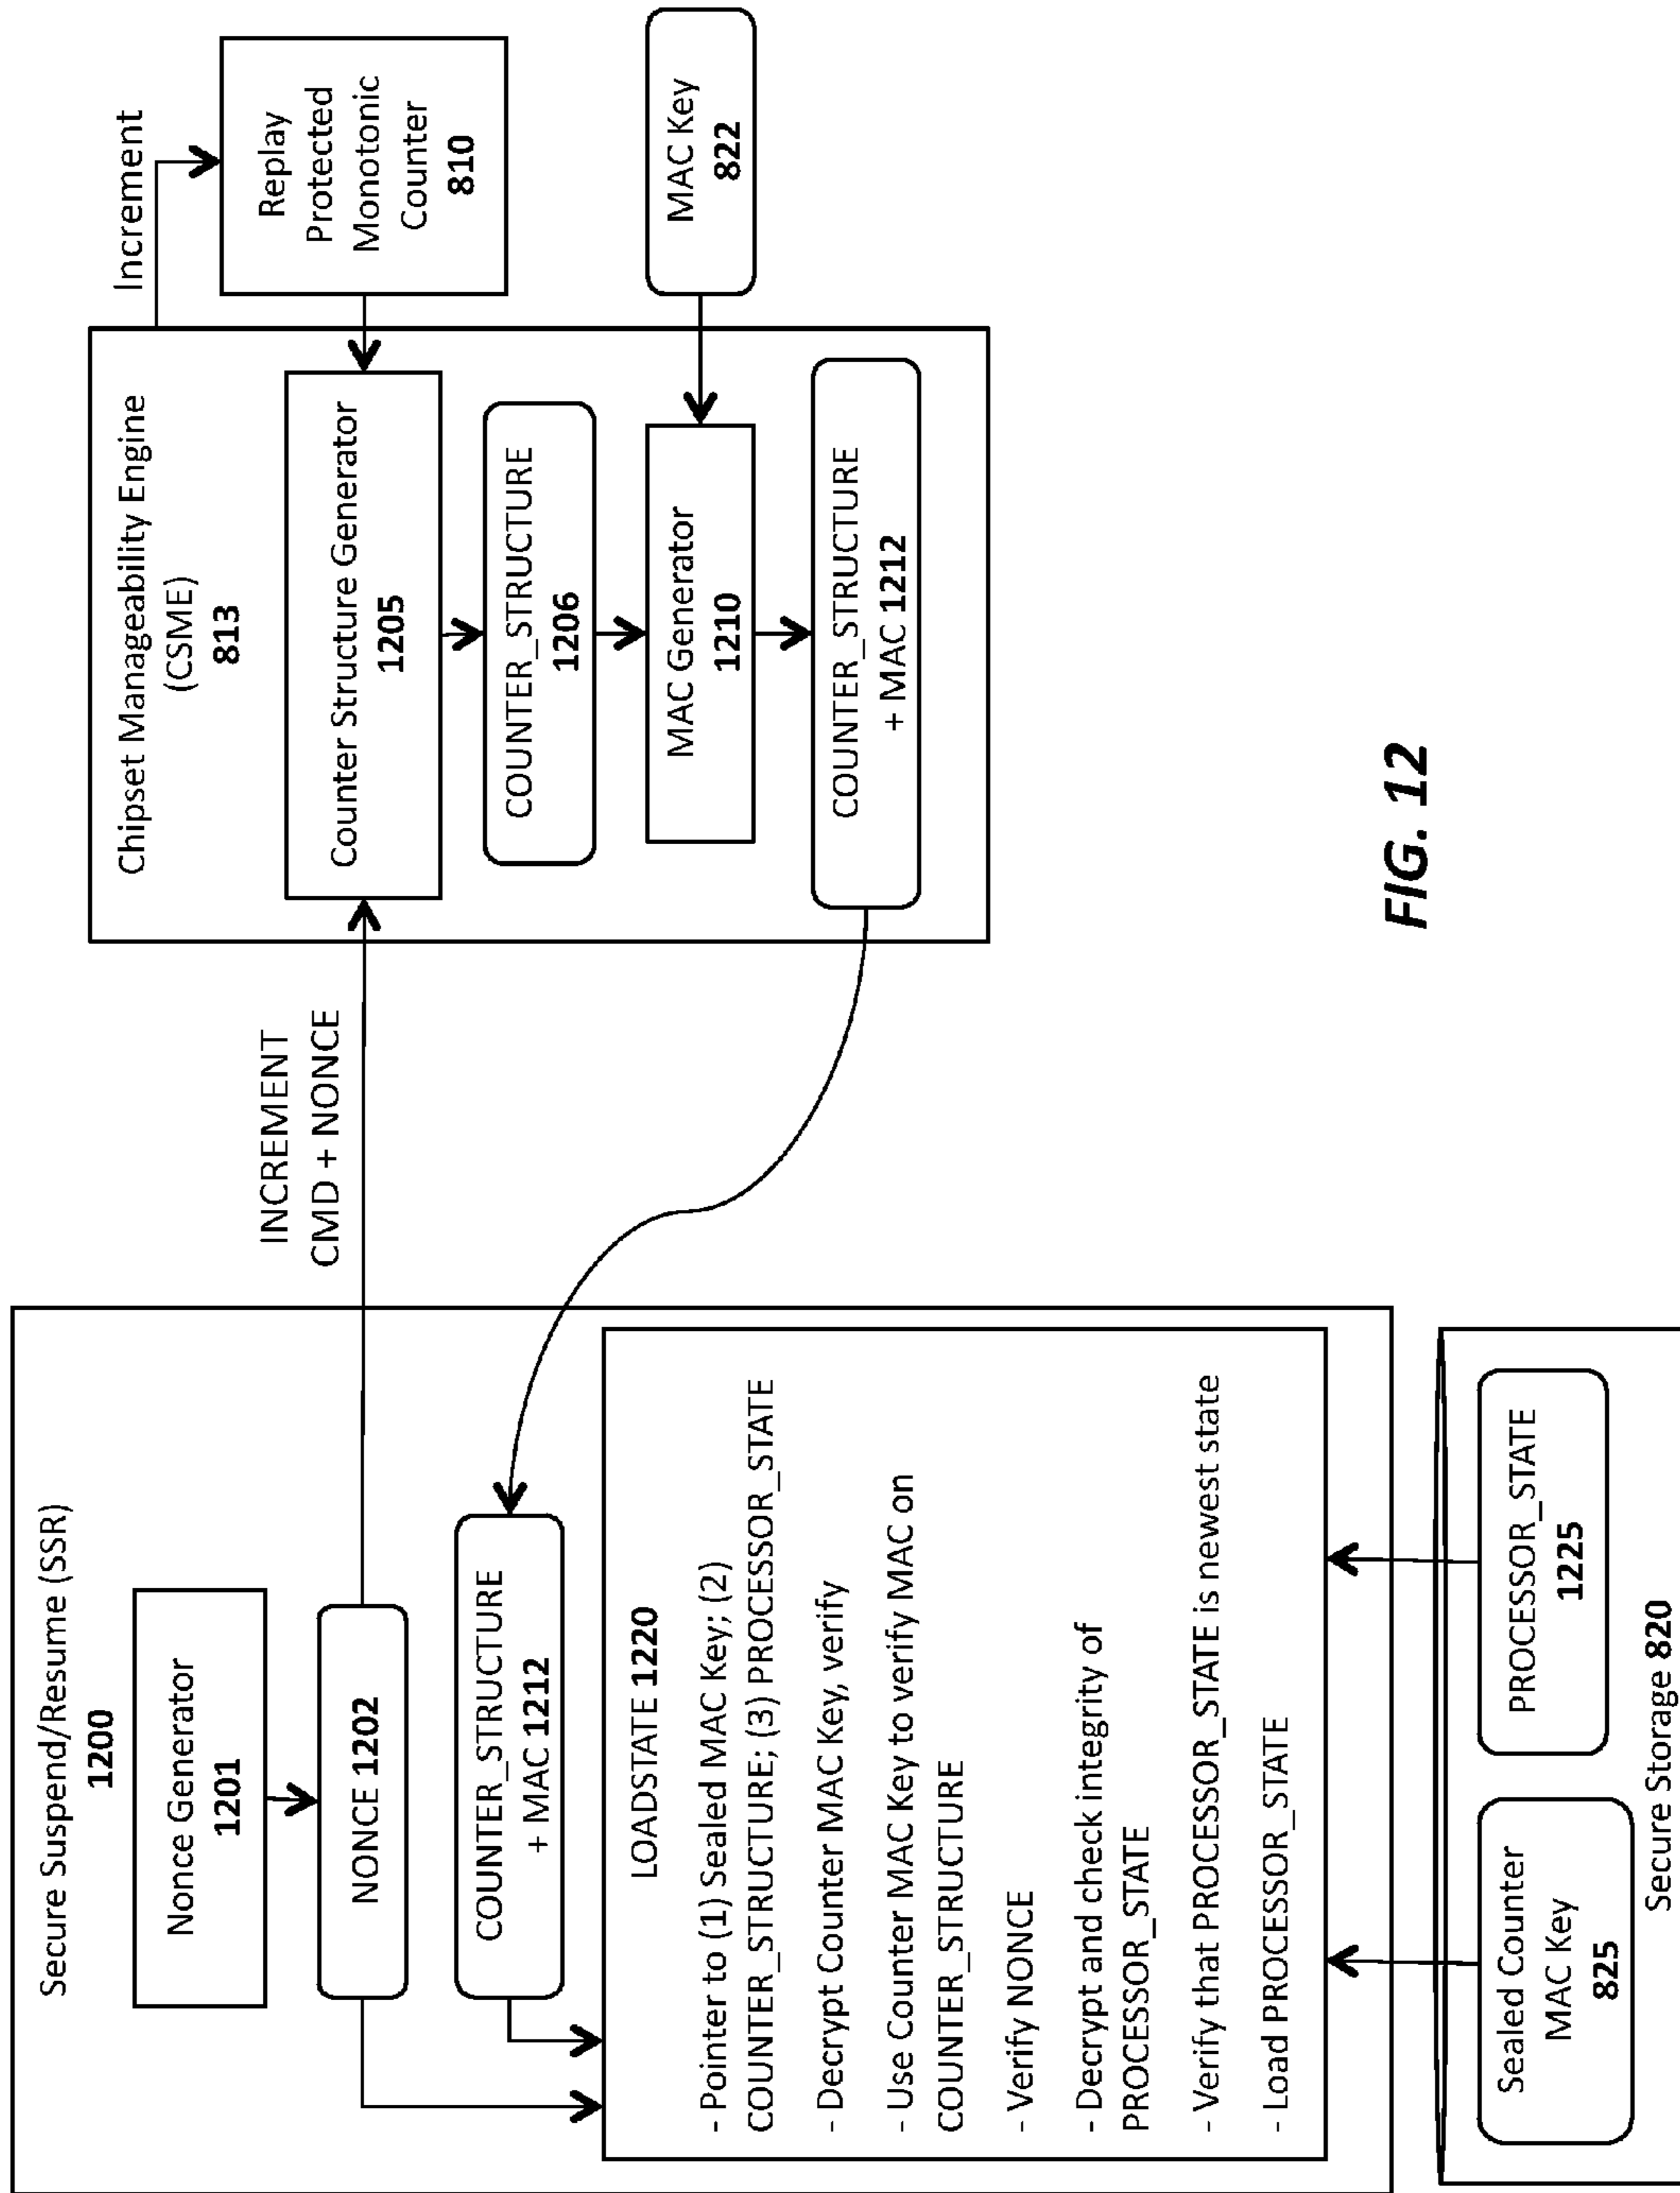 Secure Suspend/Resume (SSR)
1200
Nonce Generator
1201
NONCE 1202
COUNTER_STRUCTURE
+ MAC 1212
LOADSTATE 1220
- Pointer to (1) Sealed MAC Key; (2)
COUNTER_STRUCTURE; (3) PROCESSOR_STATE
- Decrypt Counter MAC Key, verify
- Use Counter MAC Key to verify MAC on
COUNTER_STRUCTURE
- Verify NONCE
- Decrypt and check integrity of
PROCESSOR_STATE
- Verify that PROCESSOR_STATE is newest state
- Load PROCESSOR_STATE
Sealed Counter
MAC Key
825
PROCESSOR_STATE
1225
Secure Storage 820
INCREMENT
CMD + NONCE
Chipset Manageability Engine
(CSME)
813
Counter Structure Generator
1205
COUNTER_STRUCTURE
1206
MAC Generator
1210
COUNTER_STRUCTURE
+ MAC 1212
Increment
Replay
Protected
Monotonic
Counter
810
MAC Key
822
FIG. 12